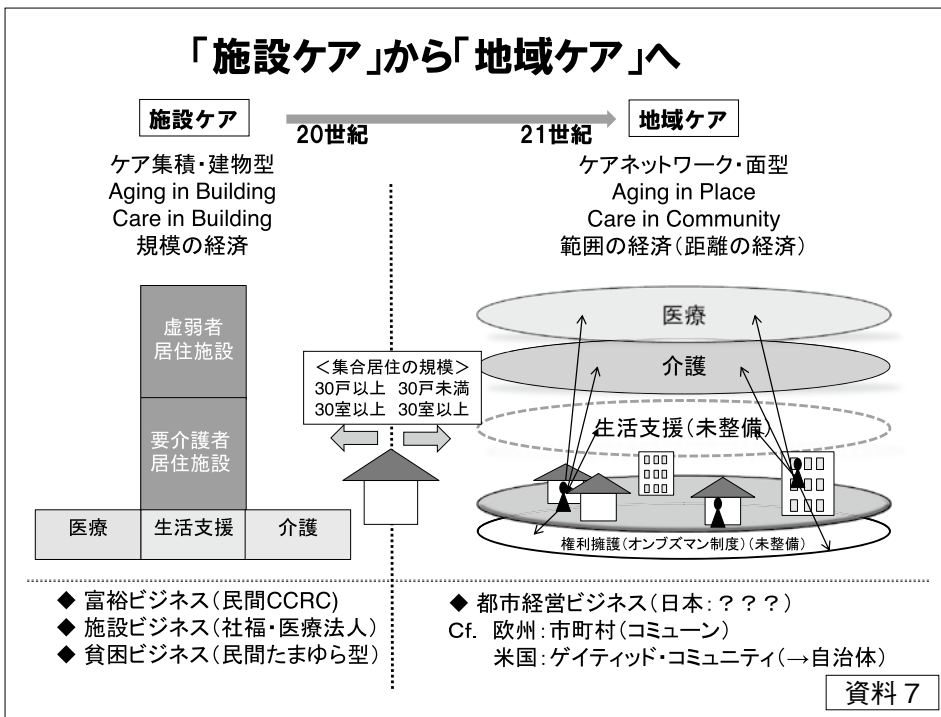 「施設ケア」から「地域ケア」へ
施設ケア
20世紀
21世紀
地域ケア
ケア集積・建物型
Aging in Building
Care in Building
規模の経済
ケアネットワーク・面型
Aging in Place
Care in Community
範囲の経済(距離の経済)
虚弱者
居住施設
要介護者
居住施設
医療
生活支援
介護
<集合居住の規模>
30戸以上 30戸未満
30室以上 30室以上
医療
介護
生活支援(未整備)
権利擁護(オンブズマン制度)(未整備)
◆ 富裕ビジネス(民間CCRC)
◆ 施設ビジネス(社福・医療法人)
◆ 貧困ビジネス(民間たまゆら型)
◆ 都市経営ビジネス(日本:???)
Cf. 欧州:市町村(コミューン)
米国:ゲイティッド・コミュニティ(→自治体)
資料7